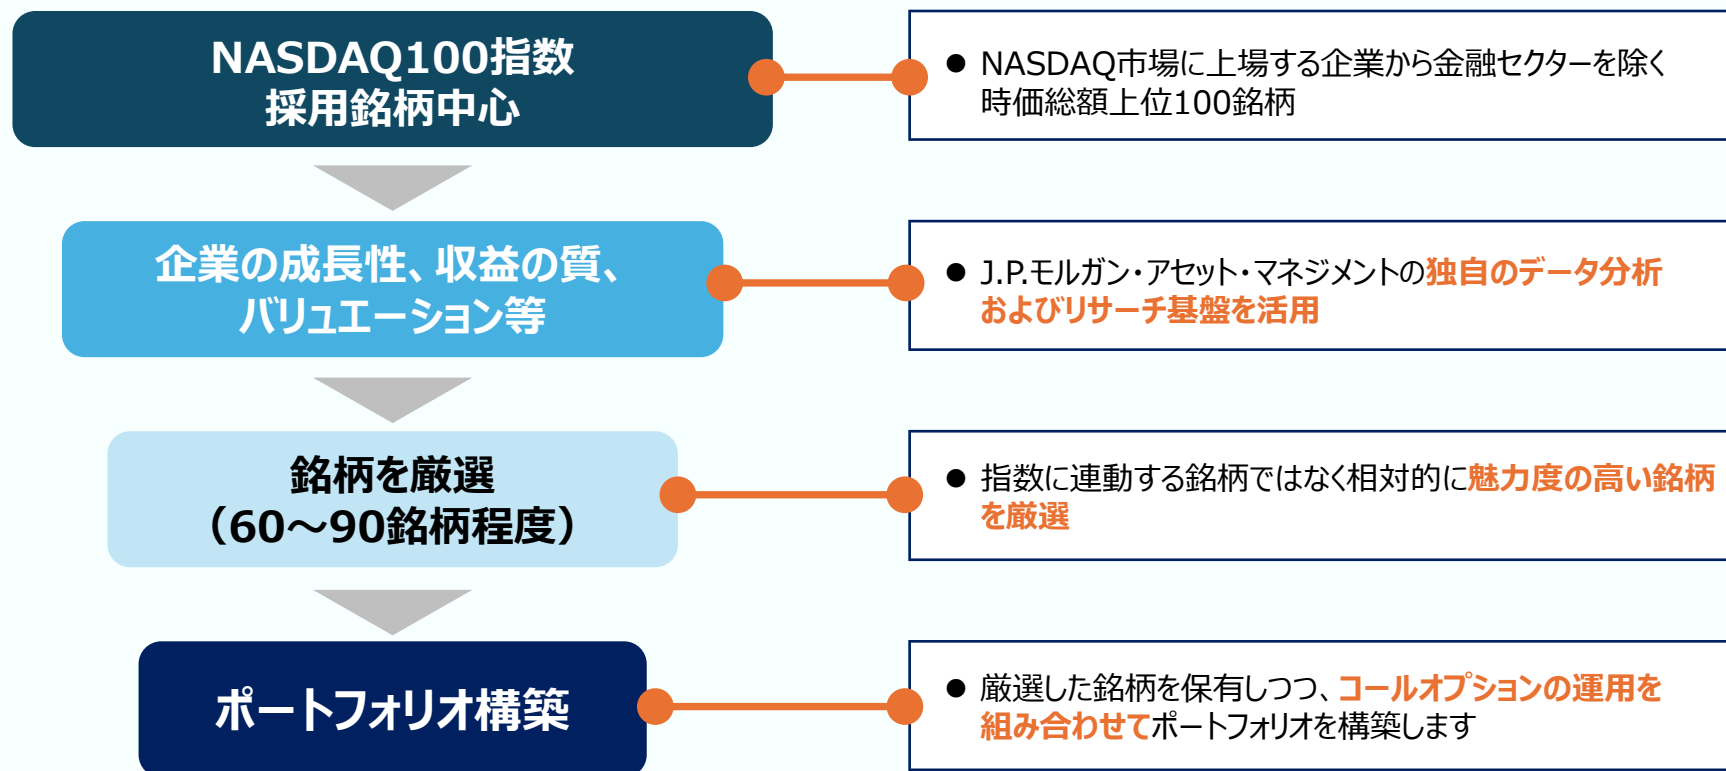 NASDAQ100指数
採用銘柄中心
● NASDAQ市場に上場する企業から金融セクターを除く
時価総額上位100銘柄
企業の成長性、収益の質、
バリュエーション等
● J.P.モルガン・アセット・マネジメントの独自のデータ分析
およびリサーチ基盤を活用
銘柄を厳選
（60～90銘柄程度）
● 指数に連動する銘柄ではなく相対的に魅力度の高い銘柄
を厳選
ポートフォリオ構築
● 厳選した銘柄を保有しつつ、コールオプションの運用を
組み合わせてポートフォリオを構築します